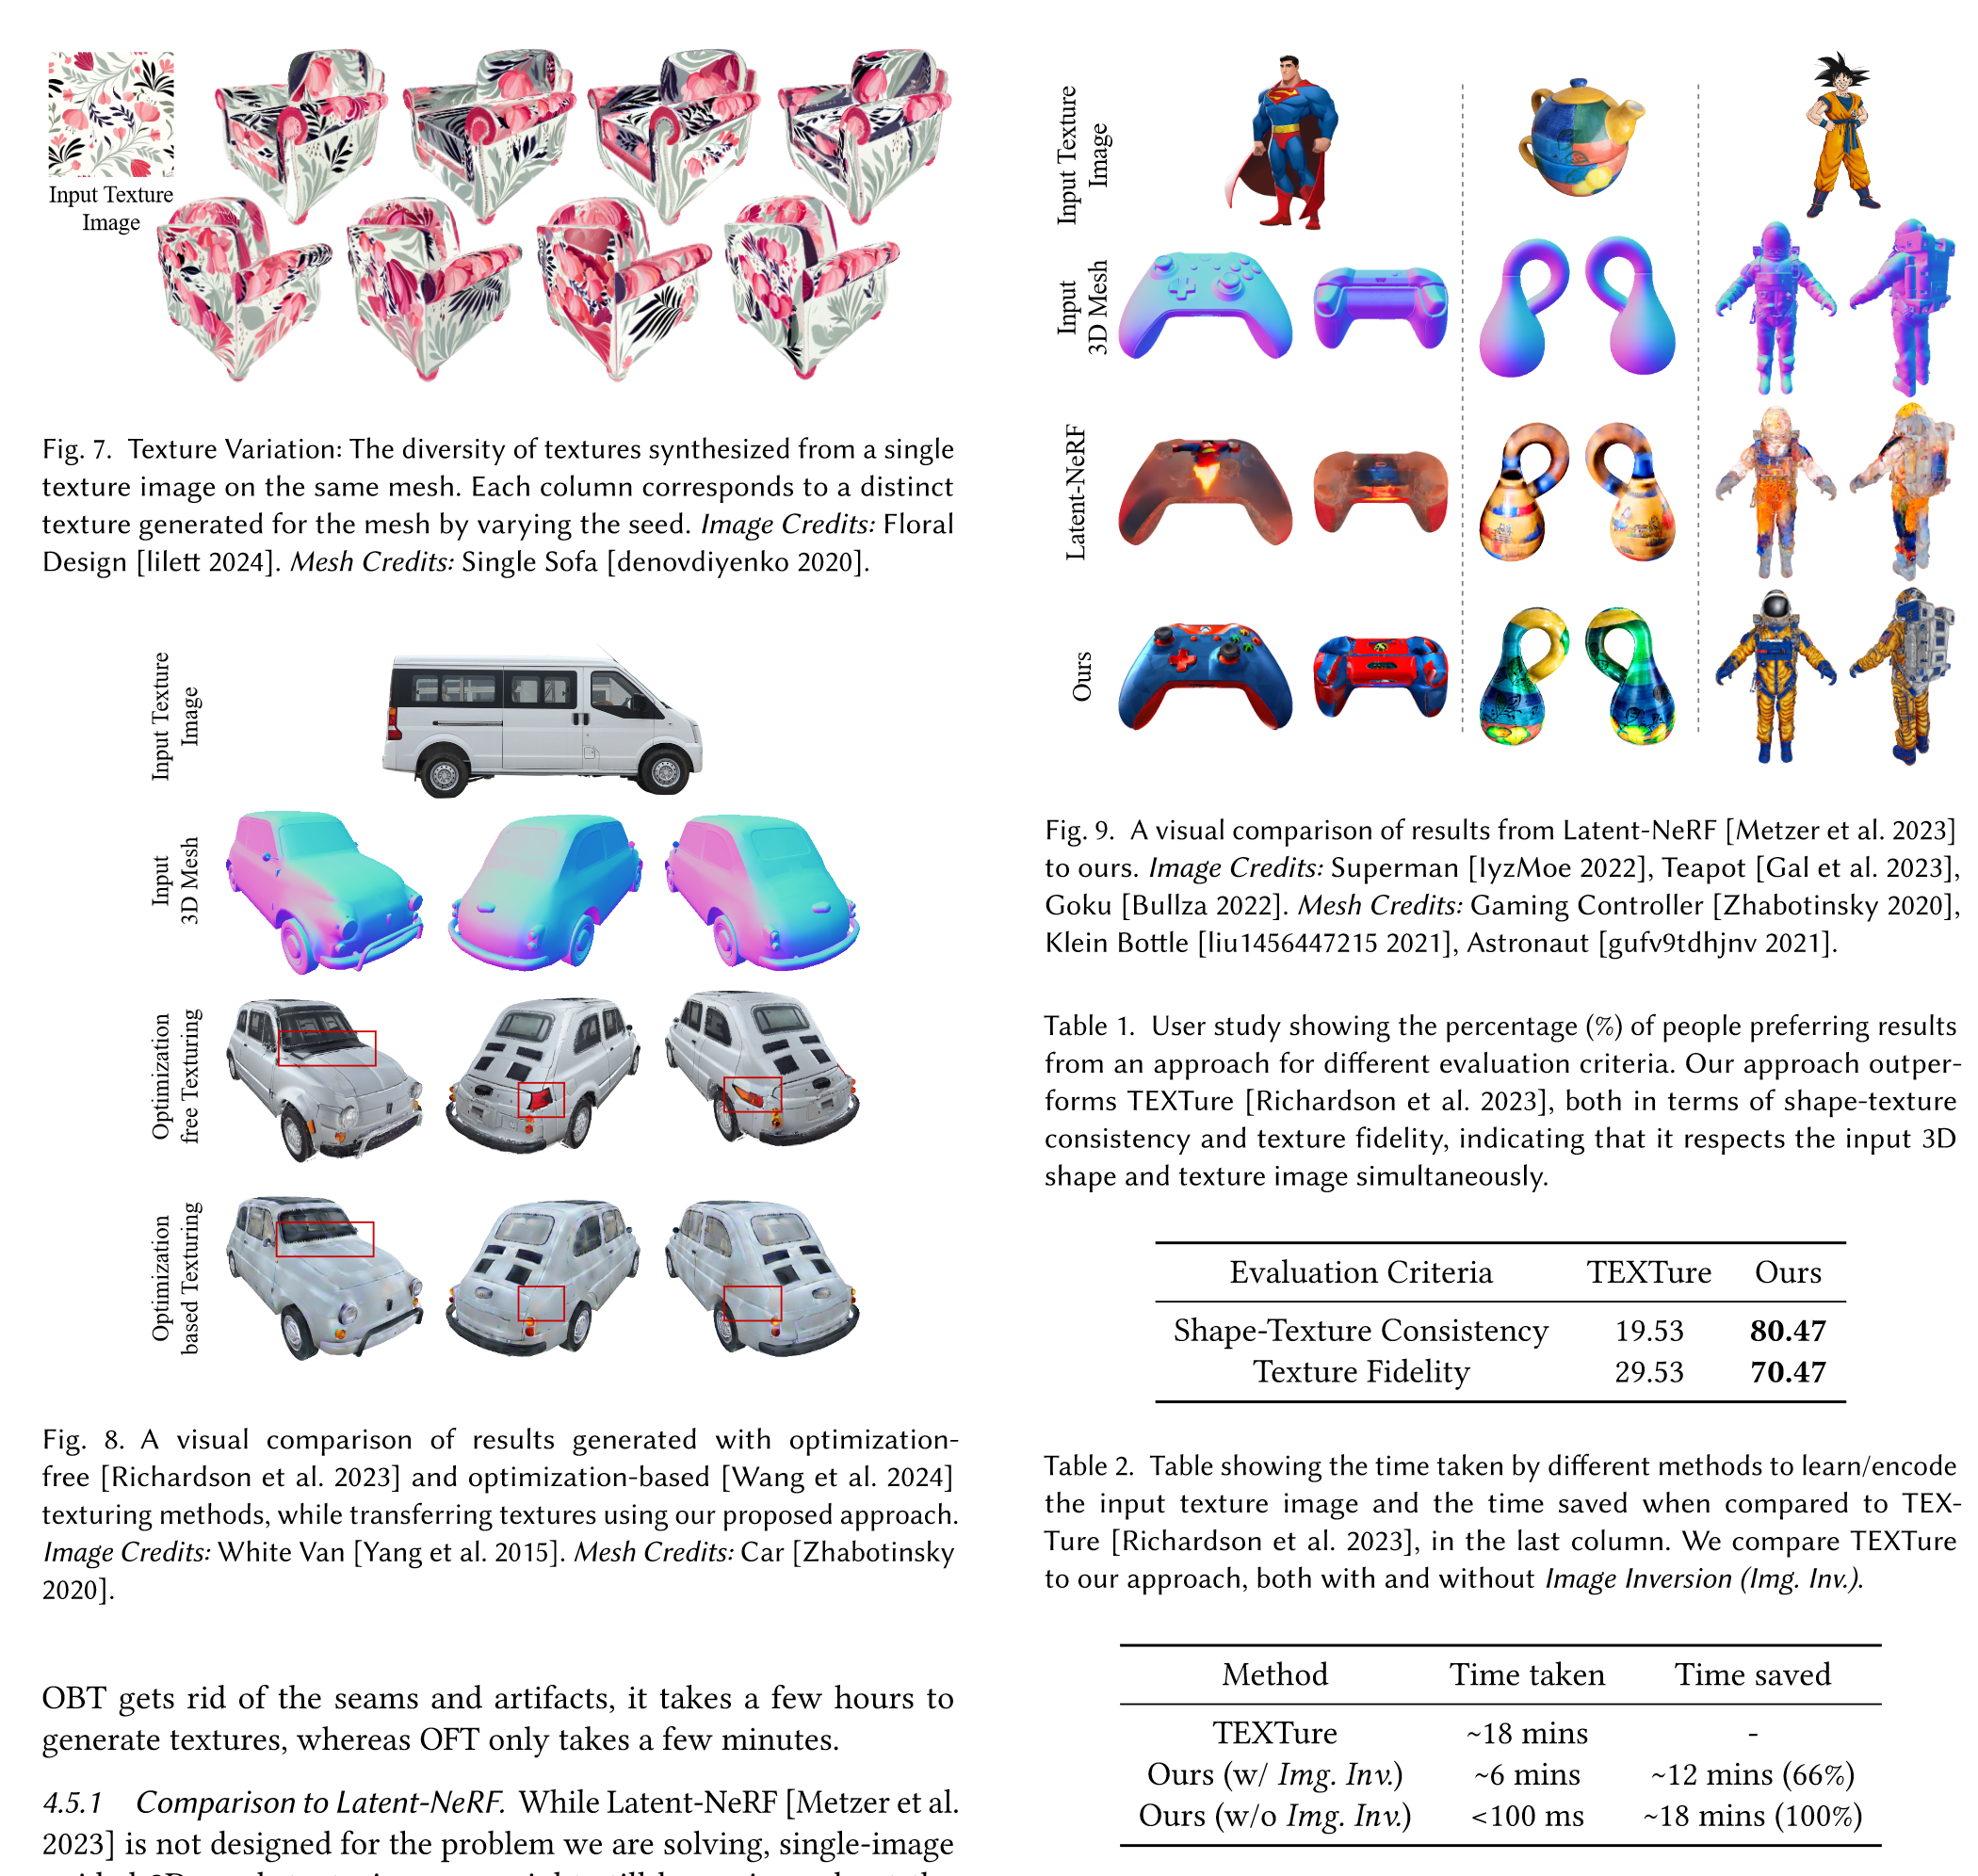 Input Texture
Image
Fig. 7. Texture Variation: The diversity of textures synthesized from a single
texture image on the same mesh. Each column corresponds to a distinct
texture generated for the mesh by varying the seed. Image Credits: Floral
Design [lilett 2024]. Mesh Credits: Single Sofa [denovdiyenko 2020].
Input Texture
Image
Input
3D Mesh
Optimization
free Texturing
Optimization
based Texturing
Fig. 8. A visual comparison of results generated with optimization-
free [Richardson et al. 2023] and optimization-based [Wang et al. 2024]
texturing methods, while transferring textures using our proposed approach.
Image Credits: White Van [Yang et al. 2015]. Mesh Credits: Car [Zhabotinsky
2020].
OBT gets rid of the seams and artifacts, it takes a few hours to
generate textures, whereas OFT only takes a few minutes.
4.5.1 Comparison to Latent-NeRF. While Latent-NeRF [Metzer et al.
2023] is not designed for the problem we are solving, single-image
Input Texture
Image
Input
3D Mesh
Latent-NeRF
Ours
Fig. 9. A visual comparison of results from Latent-NeRF [Metzer et al. 2023]
to ours. Image Credits: Superman [IyzMoe 2022], Teapot [Gal et al. 2023],
Goku [Bullza 2022]. Mesh Credits: Gaming Controller [Zhabotinsky 2020],
Klein Bottle [liu1456447215 2021], Astronaut [gufv9tdhjnv 2021].
Table 1. User study showing the percentage (%) of people preferring results
from an approach for different evaluation criteria. Our approach outper-
forms TEXTure [Richardson et al. 2023], both in terms of shape-texture
consistency and texture fidelity, indicating that it respects the input 3D
shape and texture image simultaneously.
Evaluation Criteria TEXTure Ours
Shape-Texture Consistency 19.53 80.47
Texture Fidelity 29.53 70.47
Table 2. Table showing the time taken by different methods to learn/encode
the input texture image and the time saved when compared to TEX-
Ture [Richardson et al. 2023], in the last column. We compare TEXTure
to our approach, both with and without Image Inversion (Img. Inv.).
Method Time taken Time saved
TEXTure ~18 mins -
Ours (w/ Img. Inv.) ~6 mins ~12 mins (66%)
Ours (w/o Img. Inv.) <100 ms ~18 mins (100%)